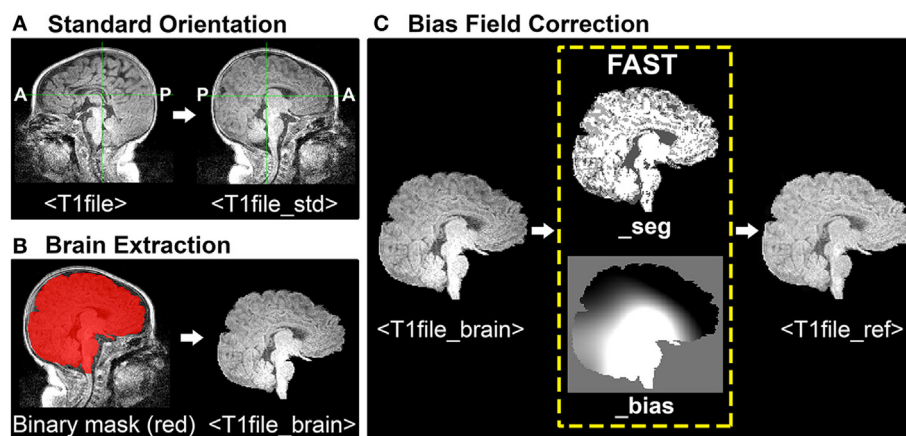 A Standard Orientation
A P P A
<T1file> <T1file_std>
B Brain Extraction
Binary mask (red) <T1file_brain>
C Bias Field Correction
FAST
_seg
<T1file_brain> <T1file_ref>
_bias